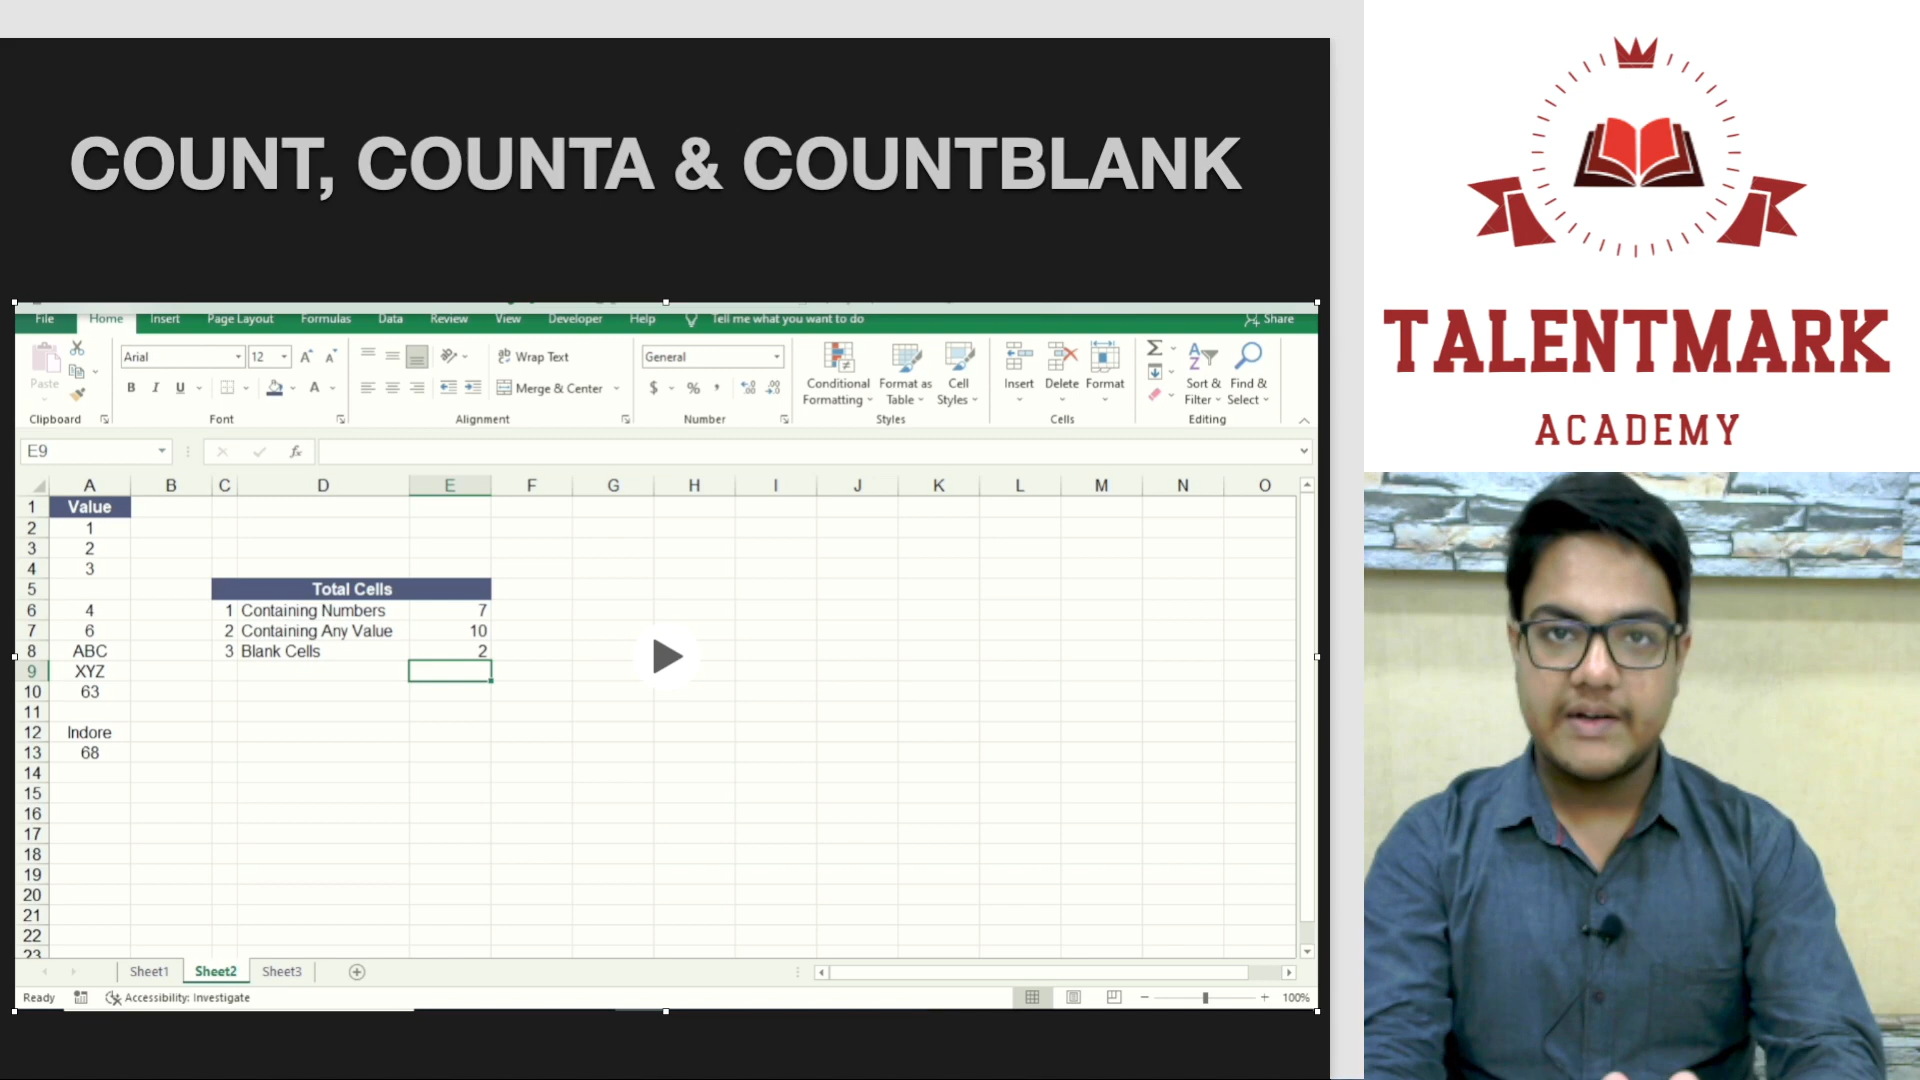 COUNT, COUNTA & COUNTBLANK
TALENTMARK
ACADEMY
File Home Insert Page Layout Formulas Data Review View Developer Help Tell me what you want to do Share
Paste
Arial 12
Wrap Text
General
B I U A
Merge & Center
$ % ,
Conditional Formatting
Format as Table
Cell Styles
Insert Delete Format
Sort & Filter
Find & Select
Clipboard Font Alignment Number Styles Cells Editing
E9 fx
A B C D E F G H I J K L M N O
1 Value
2 1
3 2
4 3
5 Total Cells
6 4 1 Containing Numbers 7
7 6 2 Containing Any Value 10
8 ABC 3 Blank Cells 2
9 XYZ
10 63
11
12 Indore
13 68
14
15
16
17
18
19
20
21
22
23
Sheet1 Sheet2 Sheet3
Ready Accessibility: Investigate 100%